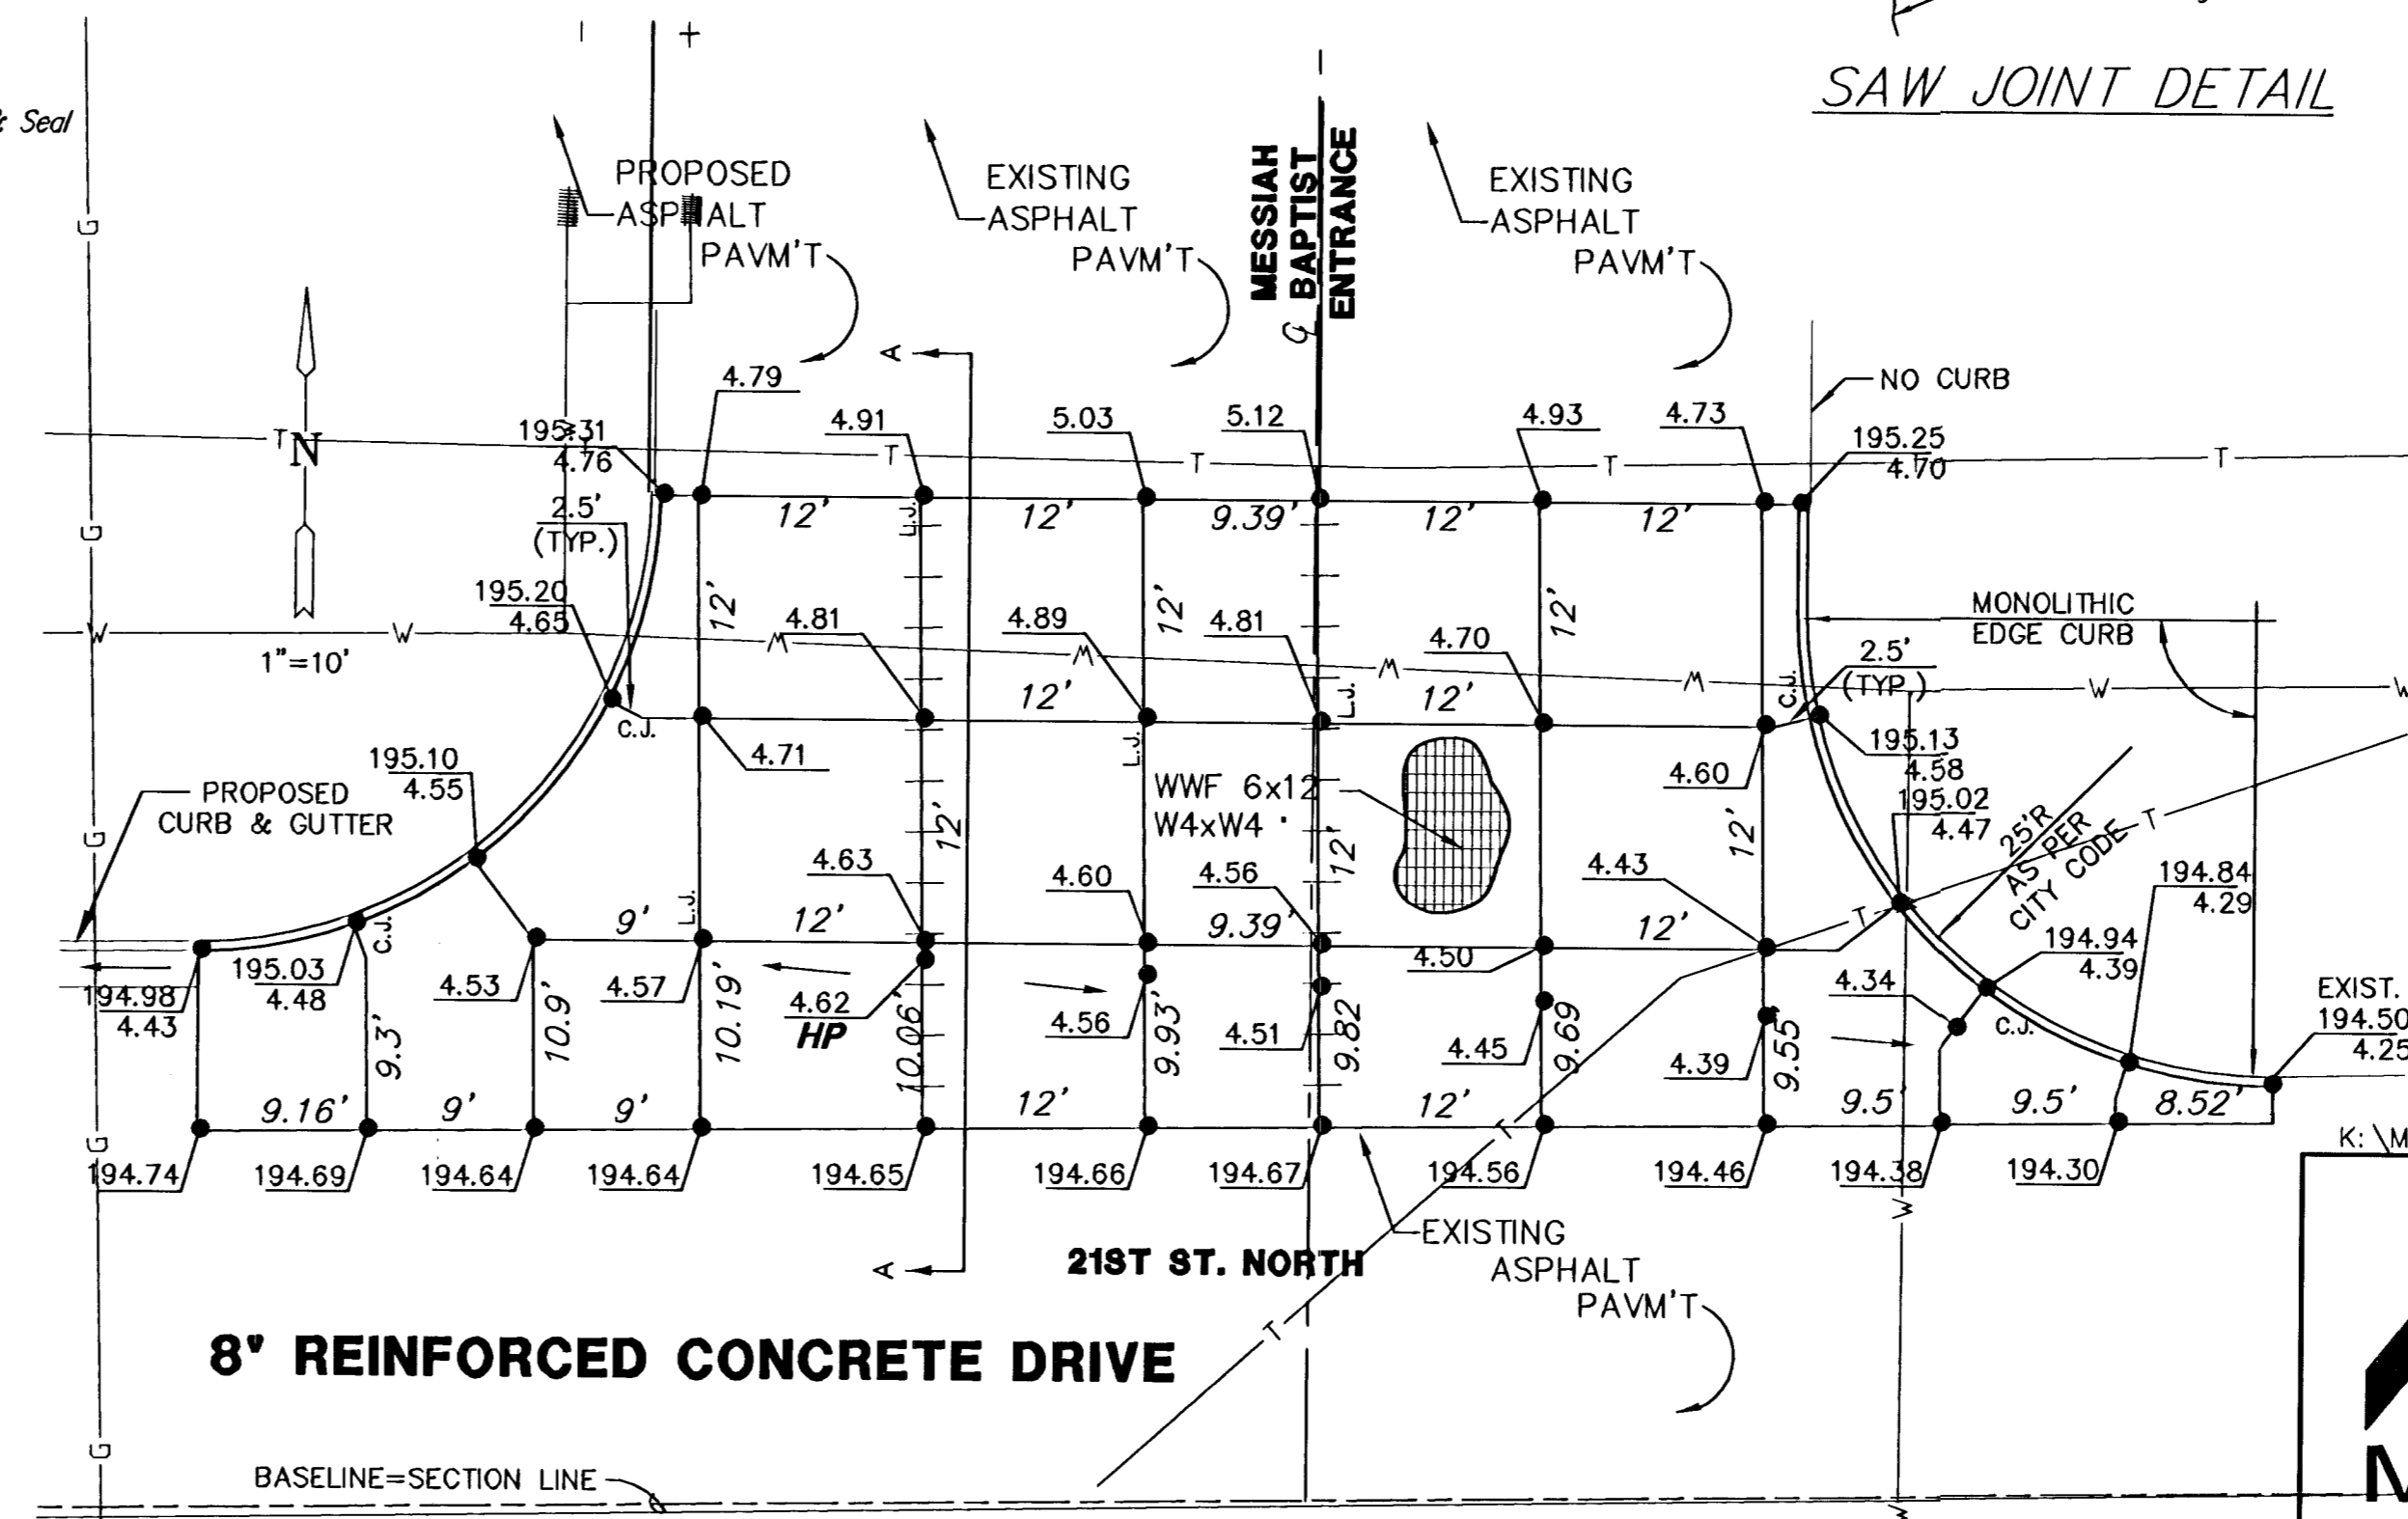 & Seal
- +
SAW JOINT DETAIL
PROPOSED
ASPHALT
PAVM'T
EXISTING
ASPHALT
PAVM'T
MESSIAH
BAPTIST
ENTRANCE
EXISTING
ASPHALT
PAVM'T
A
NO CURB
4.79
195.31
4.76
4.91
5.03
5.12
4.93
4.73
195.25
4.70
T
N
T
T
T
T
2.5'
(TYP.)
12'
L.J.
12'
9.39'
12'
12'
195.20
4.65
12'
4.81
4.89
12'
4.81
12'
4.70
MONOLITHIC
EDGE CURB
W
W
W
W
W
W
W
W
1"=10'
C.J.
12'
L.J.
L.J.
12'
C.J.
2.5'
(TYP.)
195.10
4.55
4.71
4.60
195.13
4.58
PROPOSED
CURB & GUTTER
WWF 6x12
W4xW4
12'
12'
12'
195.02
4.47
25'R
AS PER
CITY CODE
T
C.J.
9'
L.J.
12'
4.63
4.60
4.56
9.39'
4.43
12'
T
194.84
4.29
194.98
4.43
195.03
4.48
4.53
4.57
4.62
HP
4.56
4.51
4.50
4.45
4.39
4.34
194.94
4.39
C.J.
EXIST.
194.50
4.25
9.3'
10.9'
10.19'
10.06'
9.93'
9.82
9.69
9.55'
9.16'
9'
9'
12'
12'
9.5'
9.5'
8.52'
T
194.74
194.69
194.64
194.64
194.65
194.66
194.67
194.56
194.46
194.38
194.30
K:\M
W
A
21ST ST. NORTH
EXISTING
ASPHALT
PAVM'T
T
8" REINFORCED CONCRETE DRIVE
BASELINE=SECTION LINE
G
G
G
G
G
W
M